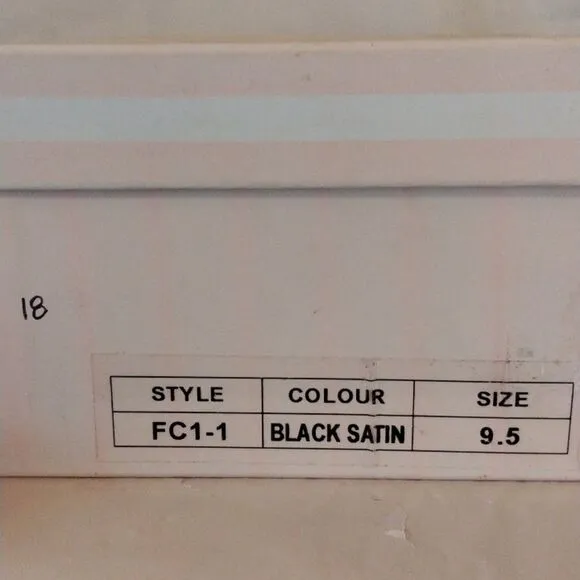 18
STYLE COLOUR SIZE
FC1-1 BLACK SATIN 9.5